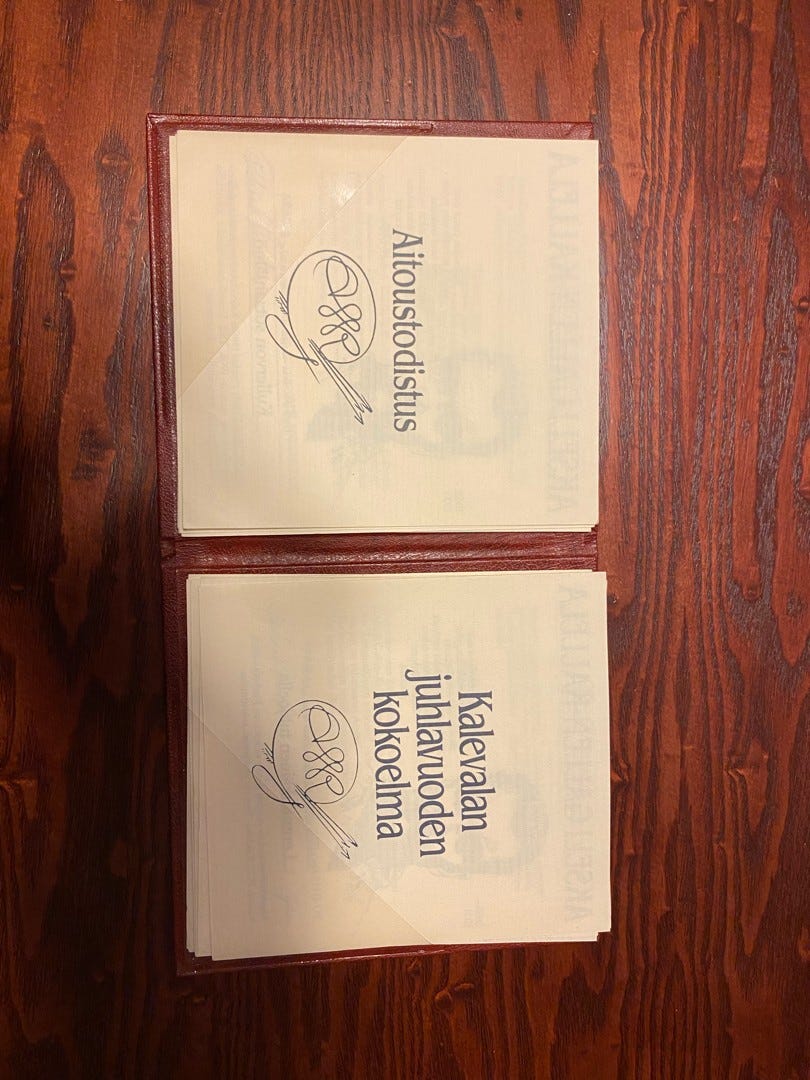 Aitoustodistus
Kalevalan
juhlavuoden
kokoelma